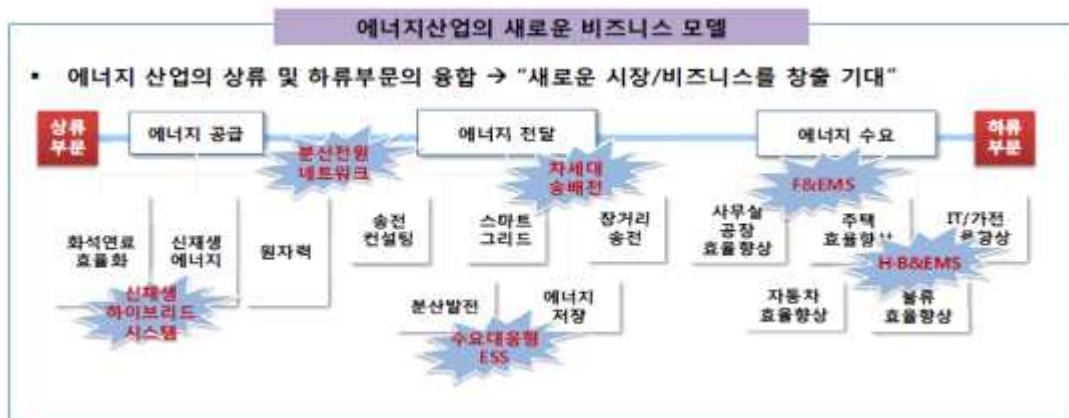 에너지산업의 새로운 비즈니스 모델
▪ 에너지 산업의 상류 및 하류부문의 융합 → "새로운 시장/비즈니스를 창출 기대"
상류
부문
에너지 공급
에너지 전달
에너지 수요
하류
부문
분선전원
네트워크
차세대
송배전
F&EMS
화석연료
효율화
신재생
에너지
원자력
송전
컨설팅
스마트
그리드
장거리
송전
사무실
공장
효율향상
주택
효율향상
IT/가전
향상
H·B&EMS
신재생
하이브리드
시스템
분산발전
에너지
저장
수요대응형
ESS
자동차
효율향상
물류
효율향상